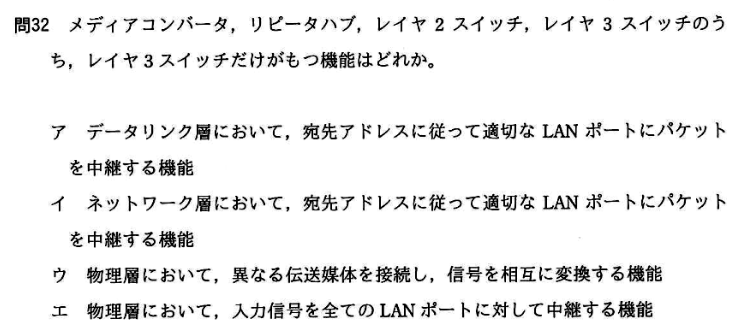 問32 メディアコンバータ，リピータハブ，レイヤ 2 スイッチ，レイヤ 3 スイッチのう
ち，レイヤ3スイッチだけがもつ機能はどれか。
ア データリンク層において，宛先アドレスに従って適切な LAN ポートにパケット
を中継する機能
イ ネットワーク層において，宛先アドレスに従って適切な LAN ポートにパケット
を中継する機能
ウ 物理層において，異なる伝送媒体を接続し，信号を相互に変換する機能
エ 物理層において，入力信号を全ての LAN ポートに対して中継する機能